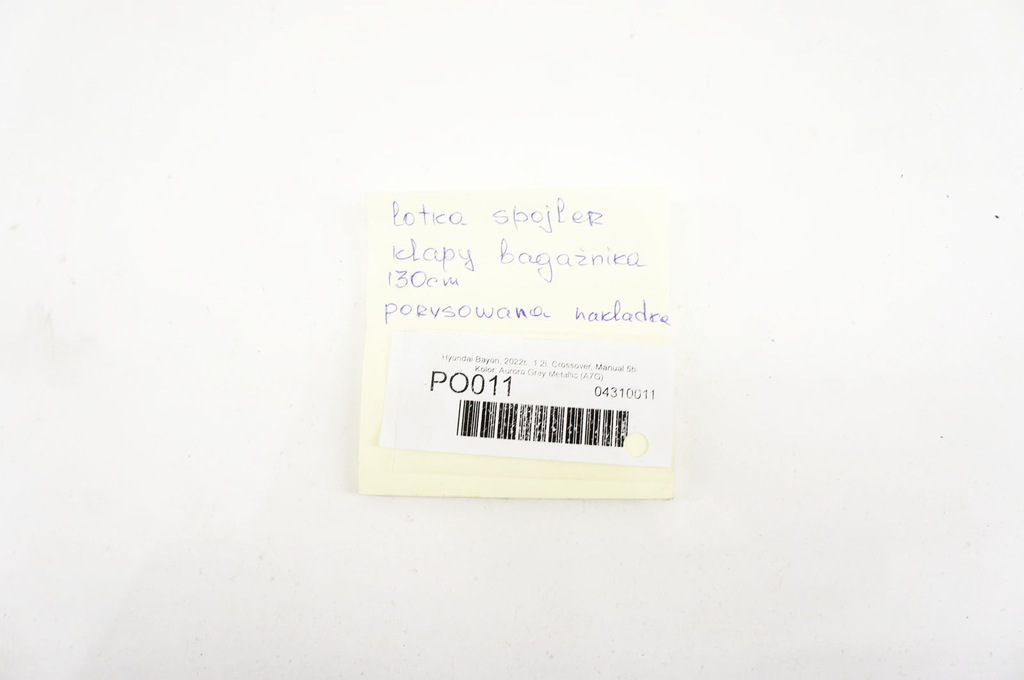 lotka spojler
klapy bagażnika
130cm
porysowana nakładka
Hyundai Bayon, 2022r., 1.2i, Crossover, Manual 5b
Kolor: Aurora Gray Metallic (A7G)
PO011
04310011